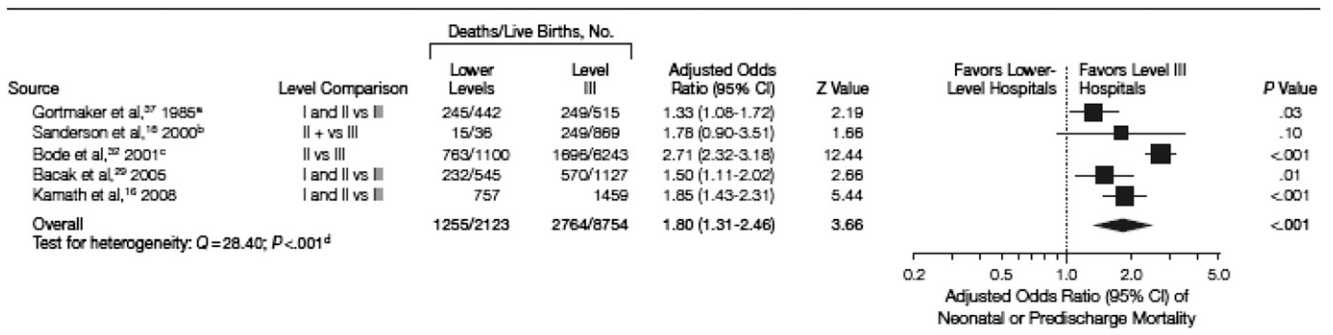 Deaths/Live Births, No.
Source Level Comparison Lower Levels Level III Adjusted Odds Ratio (95% CI) Z Value Favors Lower-Level Hospitals Favors Level III Hospitals P Value
Gortmaker et al,³⁷ 1985ᵃ I and II vs III 245/442 249/515 1.33 (1.08-1.72) 2.19 .03
Sanderson et al,¹⁸ 2000ᵇ II + vs III 15/36 249/869 1.78 (0.90-3.51) 1.66 .10
Bode et al,³² 2001ᶜ II vs III 763/1100 1696/6243 2.71 (2.32-3.18) 12.44 <.001
Bacak et al,²⁹ 2005 I and II vs III 232/545 570/1127 1.50 (1.11-2.02) 2.66 .01
Kamath et al,¹⁶ 2008 I and II vs III 757 1459 1.85 (1.43-2.31) 5.44 <.001
Overall 1255/2123 2764/8754 1.80 (1.31-2.46) 3.66 <.001
Test for heterogeneity: Q = 28.40; P <.001ᵈ
0.2 0.5 1.0 2.0 5.0
Adjusted Odds Ratio (95% CI) of
Neonatal or Predischarge Mortality